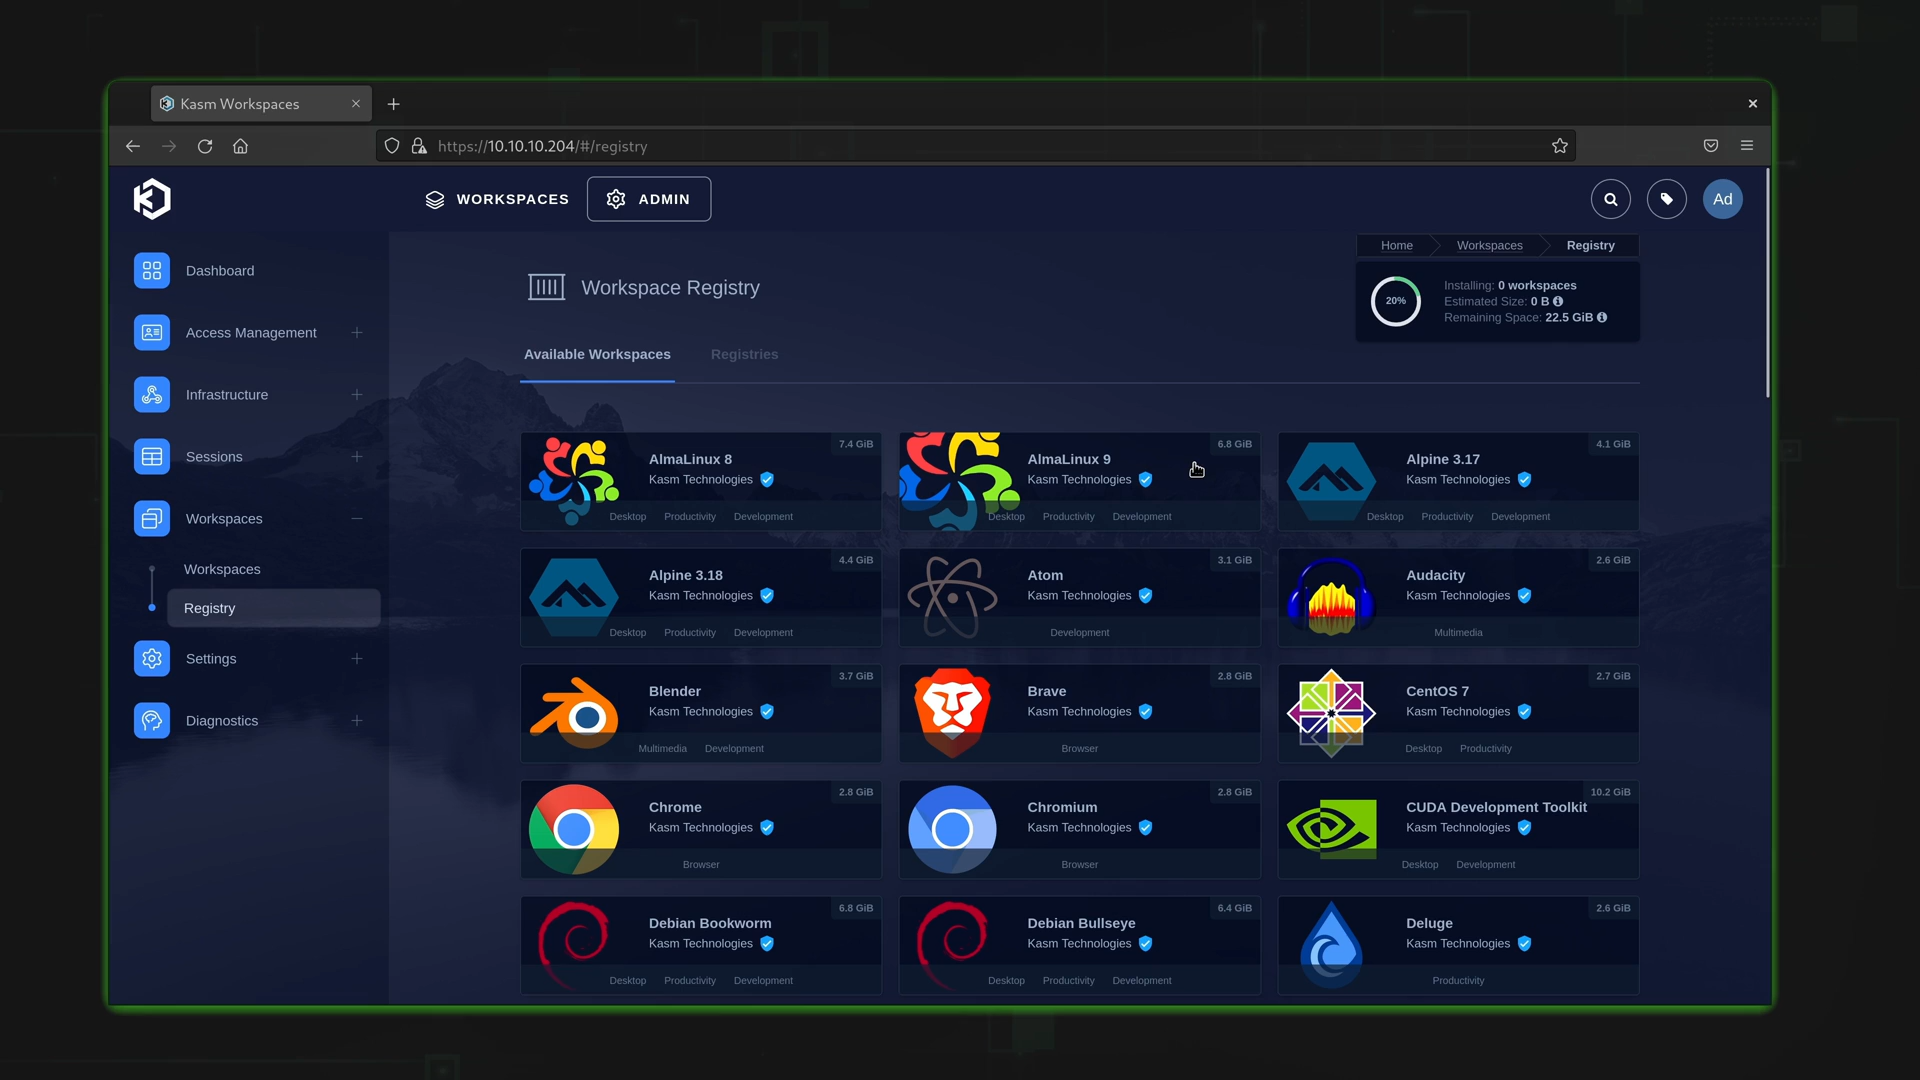 Kasm Workspaces
https://10.10.10.204/#/registry
WORKSPACES
ADMIN
Ad
Home
Workspaces
Registry
Dashboard
Access Management
Infrastructure
Sessions
Workspaces
Workspaces
Registry
Settings
Diagnostics
Workspace Registry
20%
Installing: 0 workspaces
Estimated Size: 0 B
Remaining Space: 22.5 GiB
Available Workspaces
Registries
AlmaLinux 8
7.4 GiB
Kasm Technologies
Desktop Productivity Development
AlmaLinux 9
6.8 GiB
Kasm Technologies
Desktop Productivity Development
Alpine 3.17
4.1 GiB
Kasm Technologies
Desktop Productivity Development
Alpine 3.18
4.4 GiB
Kasm Technologies
Desktop Productivity Development
Atom
3.1 GiB
Kasm Technologies
Development
Audacity
2.6 GiB
Kasm Technologies
Multimedia
Blender
3.7 GiB
Kasm Technologies
Multimedia Development
Brave
2.8 GiB
Kasm Technologies
Browser
CentOS 7
2.7 GiB
Kasm Technologies
Desktop Productivity
Chrome
2.8 GiB
Kasm Technologies
Browser
Chromium
2.8 GiB
Kasm Technologies
Browser
CUDA Development Toolkit
10.2 GiB
Kasm Technologies
Desktop Development
Debian Bookworm
6.8 GiB
Kasm Technologies
Desktop Productivity Development
Debian Bullseye
6.4 GiB
Kasm Technologies
Desktop Productivity Development
Deluge
2.6 GiB
Kasm Technologies
Productivity